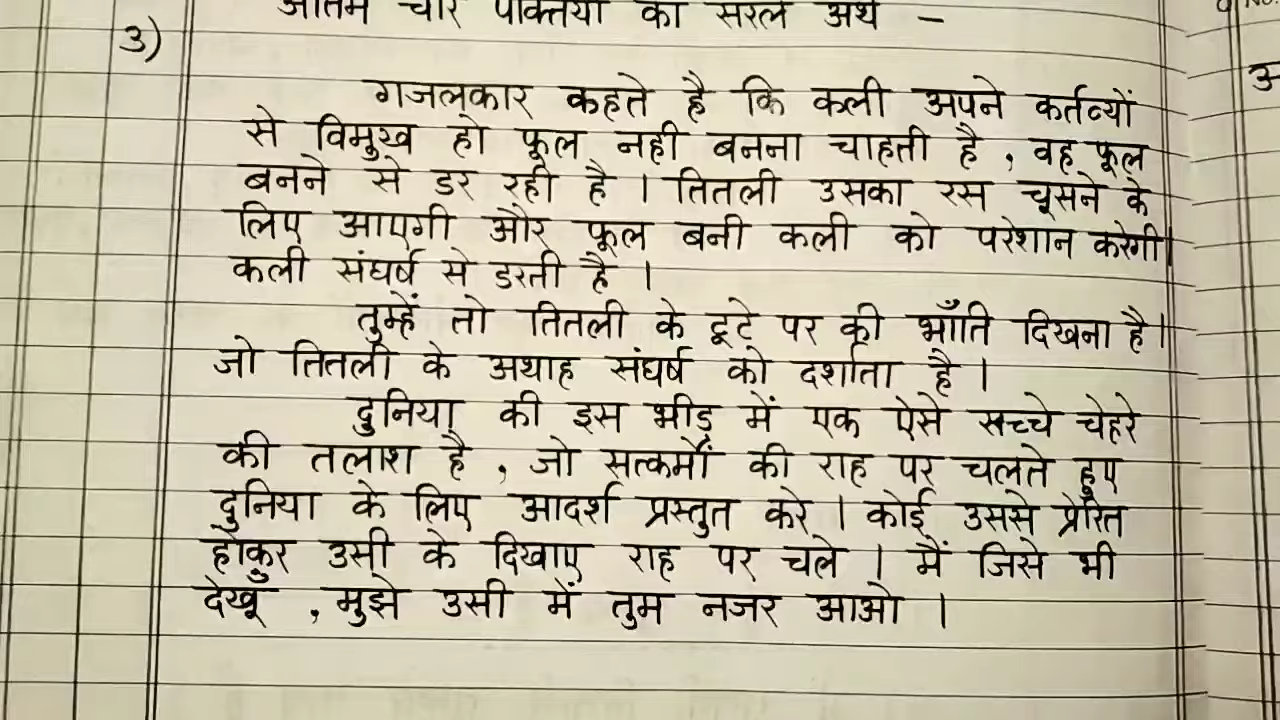 अंतिम चार पंक्तियों का सरल अर्थ –
3)
गजलकार कहते है कि कली अपने कर्तव्यों
से विमुख हो फूल नही बनना चाहती है , वह फूल
बनने से डर रही है । तितली उसका रस चूसने के
लिए आएगी और फूल बनी कली को परेशान करेगी।
कली संघर्ष से डरती है ।
तुम्हें तो तितली के टूटे पर की भाँति दिखना है।
जो तितली के अथाह संघर्ष को दर्शाता है ।
दुनिया की इस भीड़ में एक ऐसे सच्चे चेहरे
की तलाश है , जो सत्कर्मों की राह पर चलते हुए
दुनिया के लिए आदर्श प्रस्तुत करे । कोई उससे प्रेरित
होकर उसी के दिखाए राह पर चले । मैं जिसे भी
देखूँ , मुझे उसी में तुम नजर आओ ।